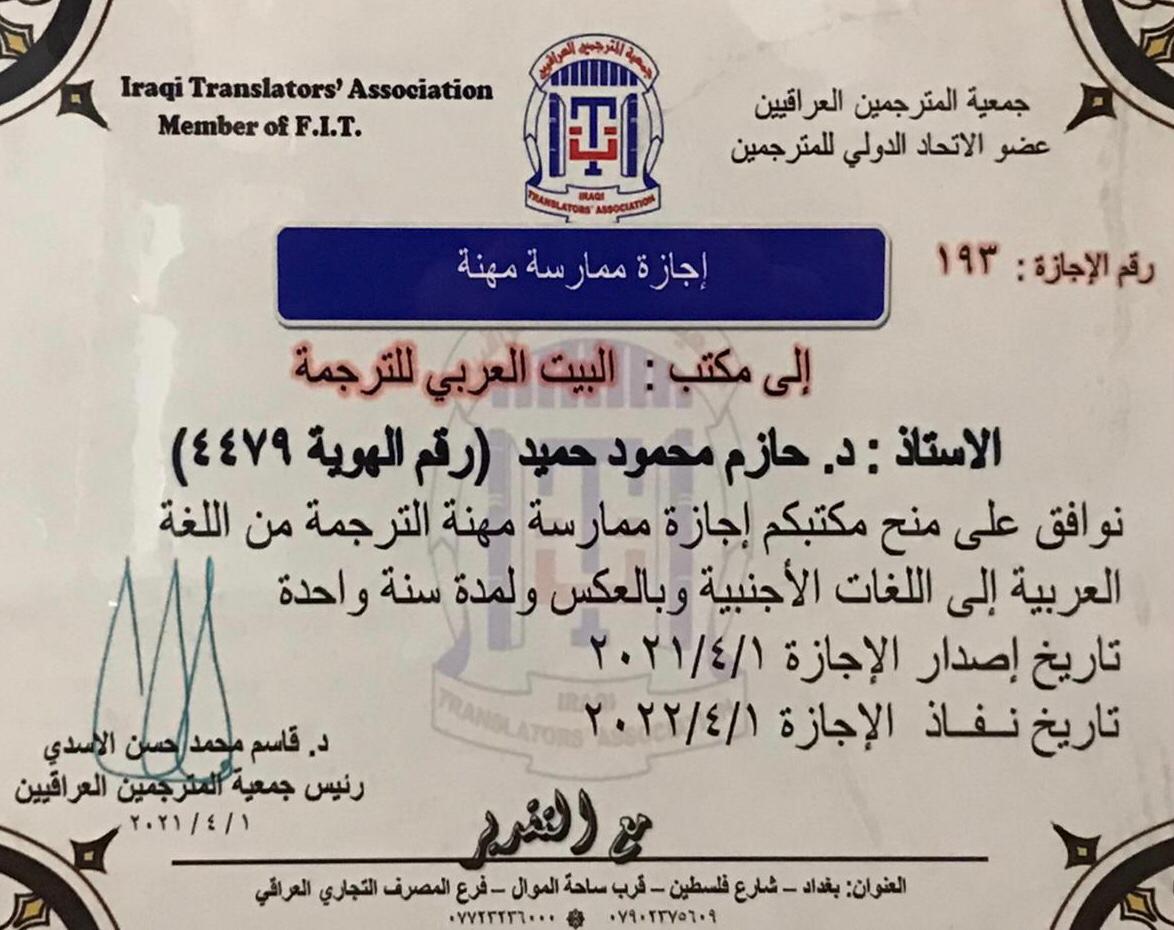 Iraqi Translators' Association
Member of F.I.T.
جمعية المترجمين العراقيين
IRAQI
TRANSLATORS' ASSOCIATION
جمعية المترجمين العراقيين
عضو الاتحاد الدولي للمترجمين
إجازة ممارسة مهنة
رقم الإجازة : ١٩٣
إلى مكتب : البيت العربي للترجمة
الاستاذ : د. حازم محمود حميد (رقم الهوية ٤٤٧٩)
نوافق على منح مكتبكم إجازة ممارسة مهنة الترجمة من اللغة
العربية إلى اللغات الأجنبية وبالعكس ولمدة سنة واحدة
تاريخ إصدار الإجازة ٢٠٢١/٤/١
تاريخ نفــاذ الإجازة ٢٠٢٢/٤/١
IRAQI
TRANSLATORS' ASSOCIATION
د. قاسم محمد حسن الاسدي
رئيس جمعية المترجمين العراقيين
٢٠٢١ / ٤ / ١
مع التقدير
العنوان: بغداد – شارع فلسطين – قرب ساحة الموال – فرع المصرف التجاري العراقي
٠٧٩٠٢٣٧٥٦٠٩ ٠٧٧٢٣٢٣٦٠٠٠